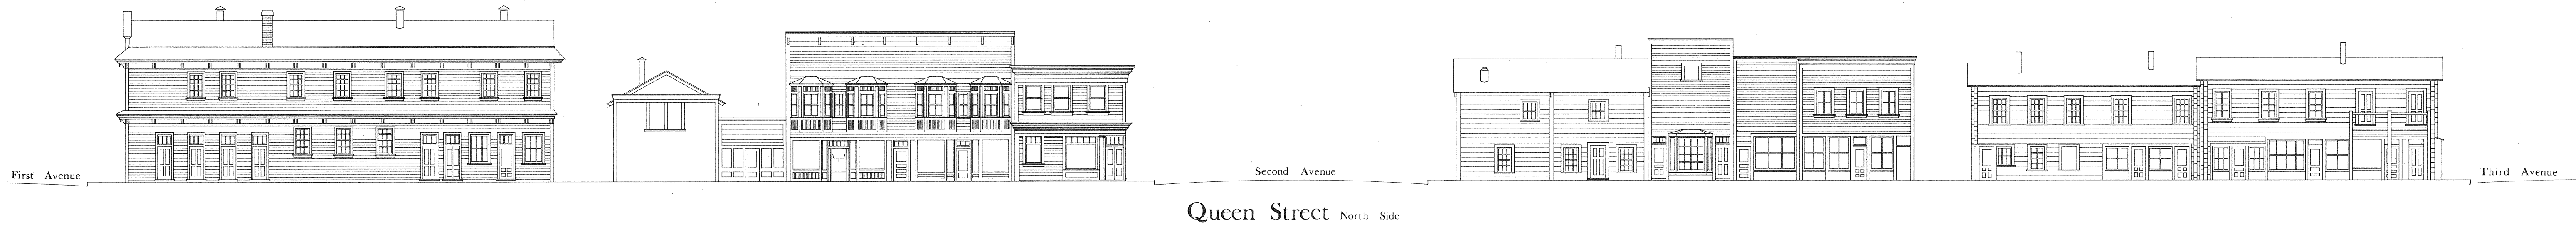 First Avenue
Second Avenue
Third Avenue
Queen Street North Side